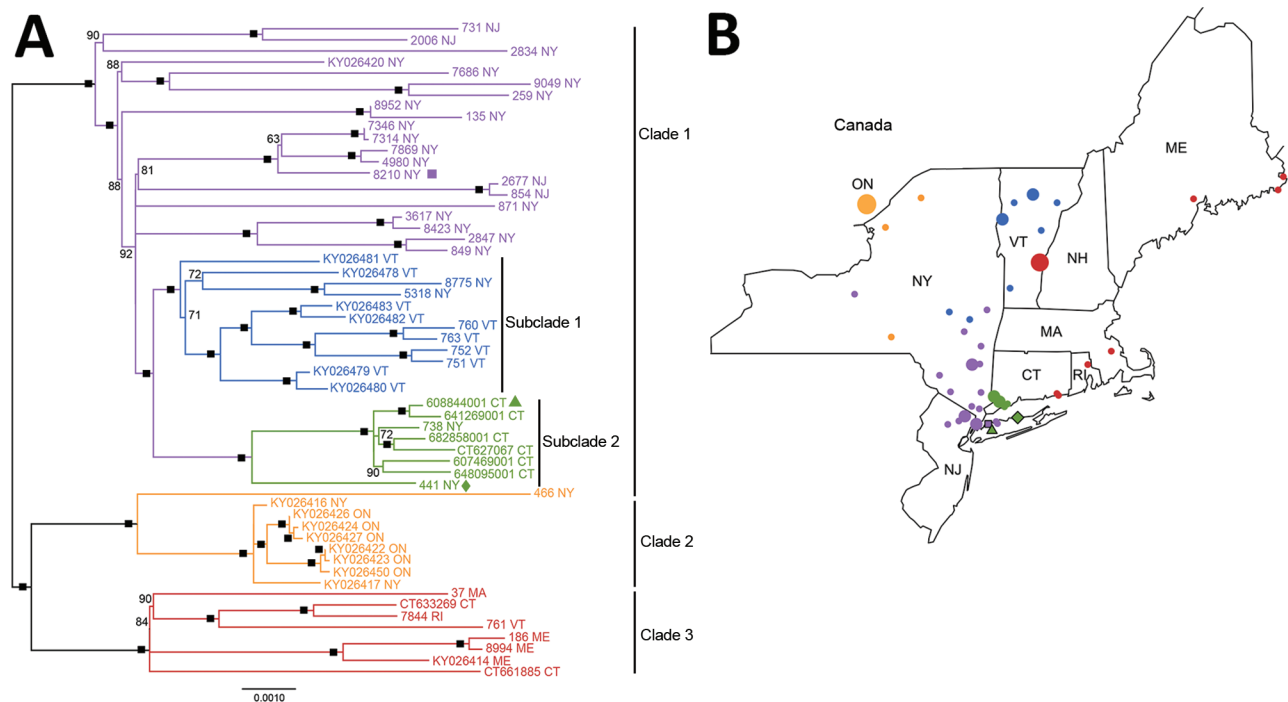 A
731 NJ
90
2006 NJ
2834 NY
KY026420 NY
88
7686 NY
9049 NY
259 NY
8952 NY
135 NY
7346 NY
63
7314 NY
7869 NY
4980 NY
81
8210 NY
2677 NJ
88
854 NJ
871 NY
3617 NY
8423 NY
2847 NY
92
849 NY
KY026481 VT
72
KY026478 VT
8775 NY
5318 NY
KY026483 VT
71
KY026482 VT
760 VT
763 VT
752 VT
751 VT
KY026479 VT
KY026480 VT
608844001 CT
641269001 CT
738 NY
72
682858001 CT
CT627067 CT
607469001 CT
90
648095001 CT
441 NY
466 NY
KY026416 NY
KY026426 ON
KY026424 ON
KY026427 ON
KY026422 ON
KY026423 ON
KY026450 ON
KY026417 NY
37 MA
90
CT633269 CT
7844 RI
84
761 VT
186 ME
8994 ME
KY026414 ME
CT661885 CT
0.0010
Clade 1
Subclade 1
Subclade 2
Clade 2
Clade 3
B
Canada
ME
ON
VT
NH
NY
MA
CT
RI
NJ